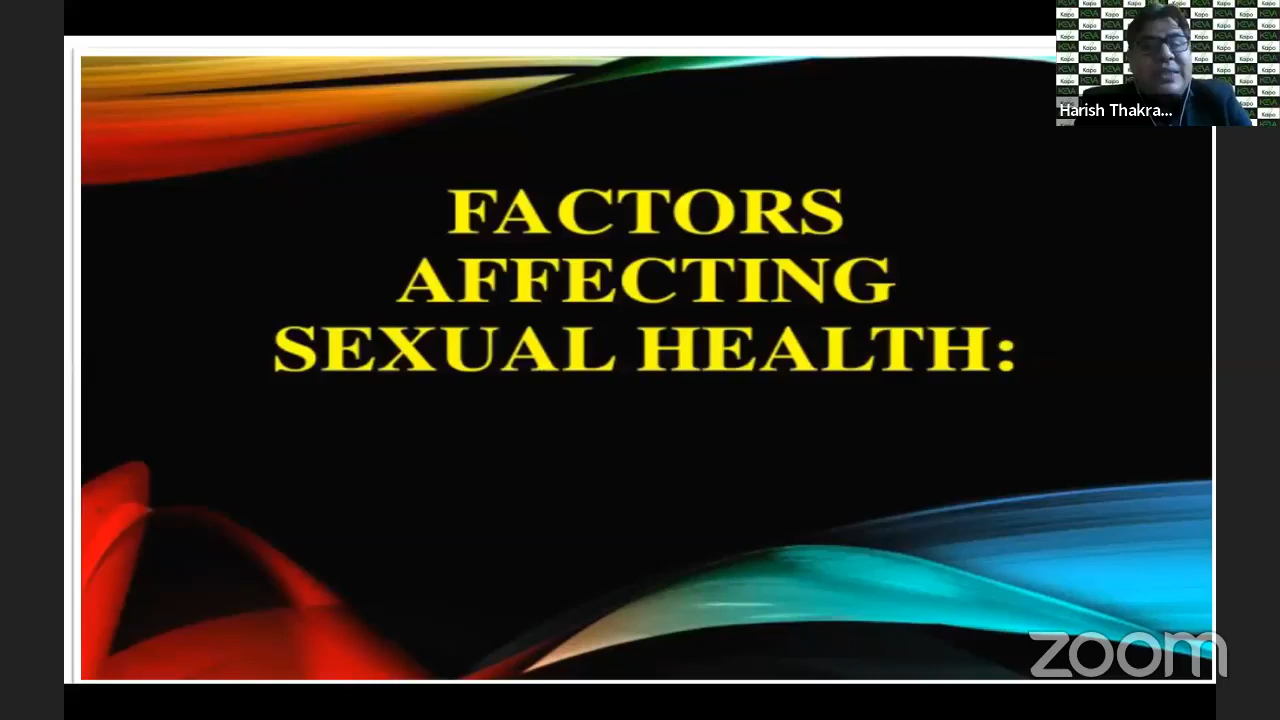 Harish Thakra...
FACTORS
AFFECTING
SEXUAL HEALTH:
zoom